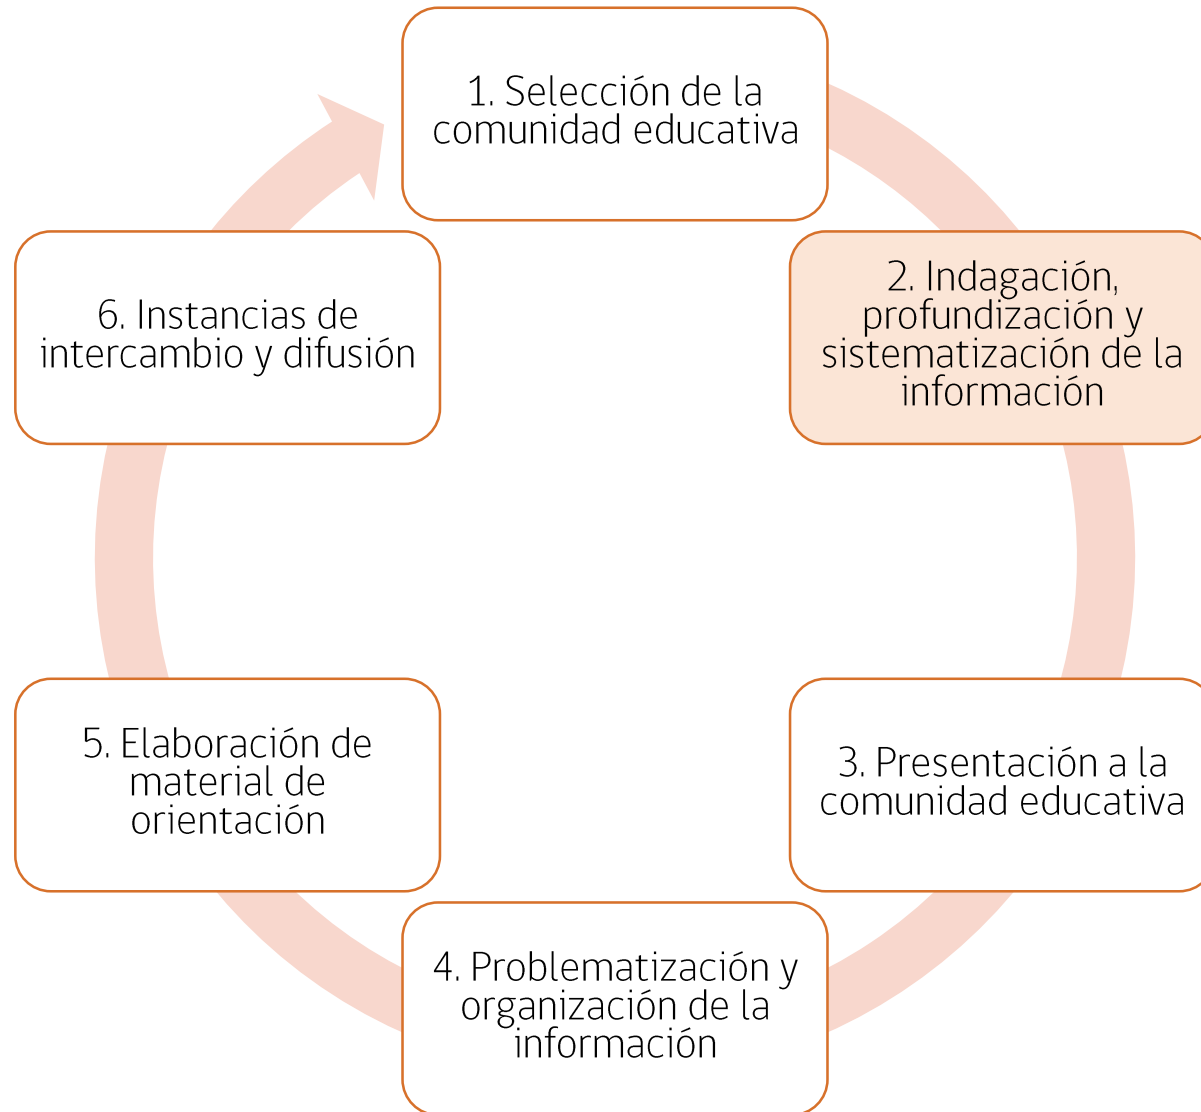 1. Selección de la
comunidad educativa
2. Indagación,
profundización y
sistematización de la
información
3. Presentación a la
comunidad educativa
4. Problematización y
organización de la
información
5. Elaboración de
material de
orientación
6. Instancias de
intercambio y difusión